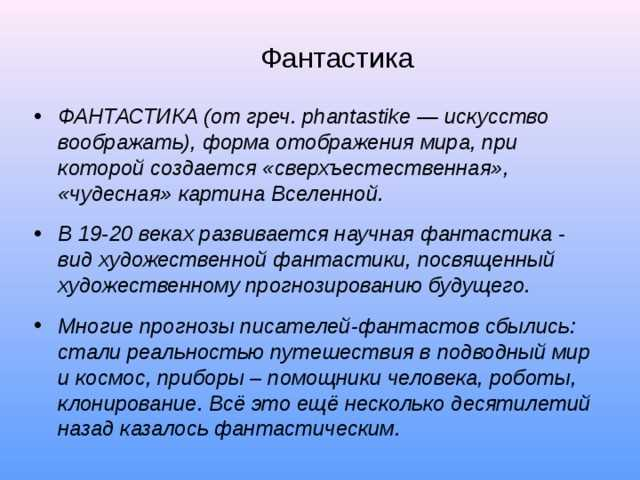 Фантастика
• ФАНТАСТИКА (от греч. phantastike — искусство
воображать), форма отображения мира, при
которой создается «сверхъестественная»,
«чудесная» картина Вселенной.
• В 19-20 веках развивается научная фантастика -
вид художественной фантастики, посвященный
художественному прогнозированию будущего.
• Многие прогнозы писателей-фантастов сбылись:
стали реальностью путешествия в подводный мир
и космос, приборы – помощники человека, роботы,
клонирование. Всё это ещё несколько десятилетий
назад казалось фантастическим.